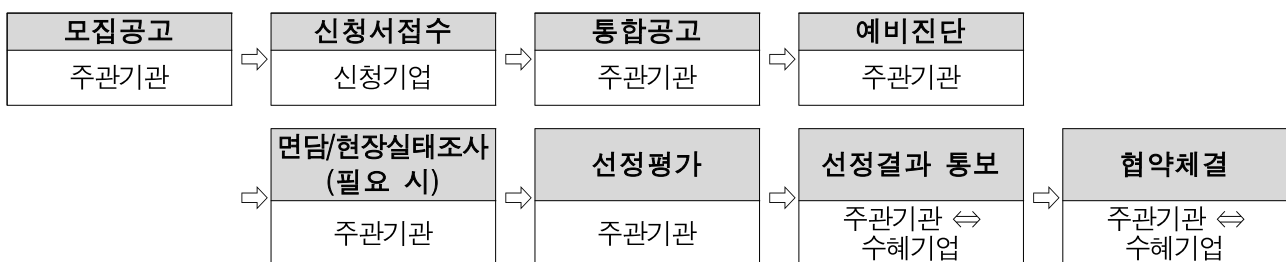 모집공고
주관기관
신청서접수
신청기업
통합공고
주관기관
예비진단
주관기관
면담/현장실태조사
(필요 시)
주관기관
선정평가
주관기관
선정결과 통보
주관기관 ⇔
수혜기업
협약체결
주관기관 ⇔
수혜기업